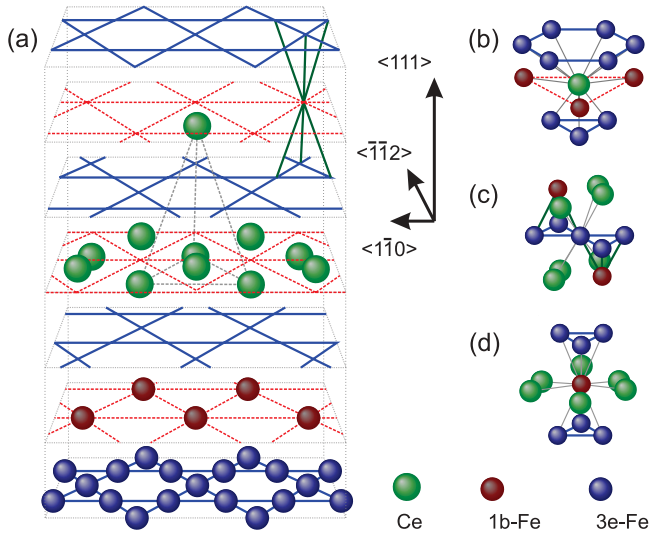 (a)
<111>
<1̄1̄2>
<11̄0>
(b)
(c)
(d)
Ce
1b-Fe
3e-Fe